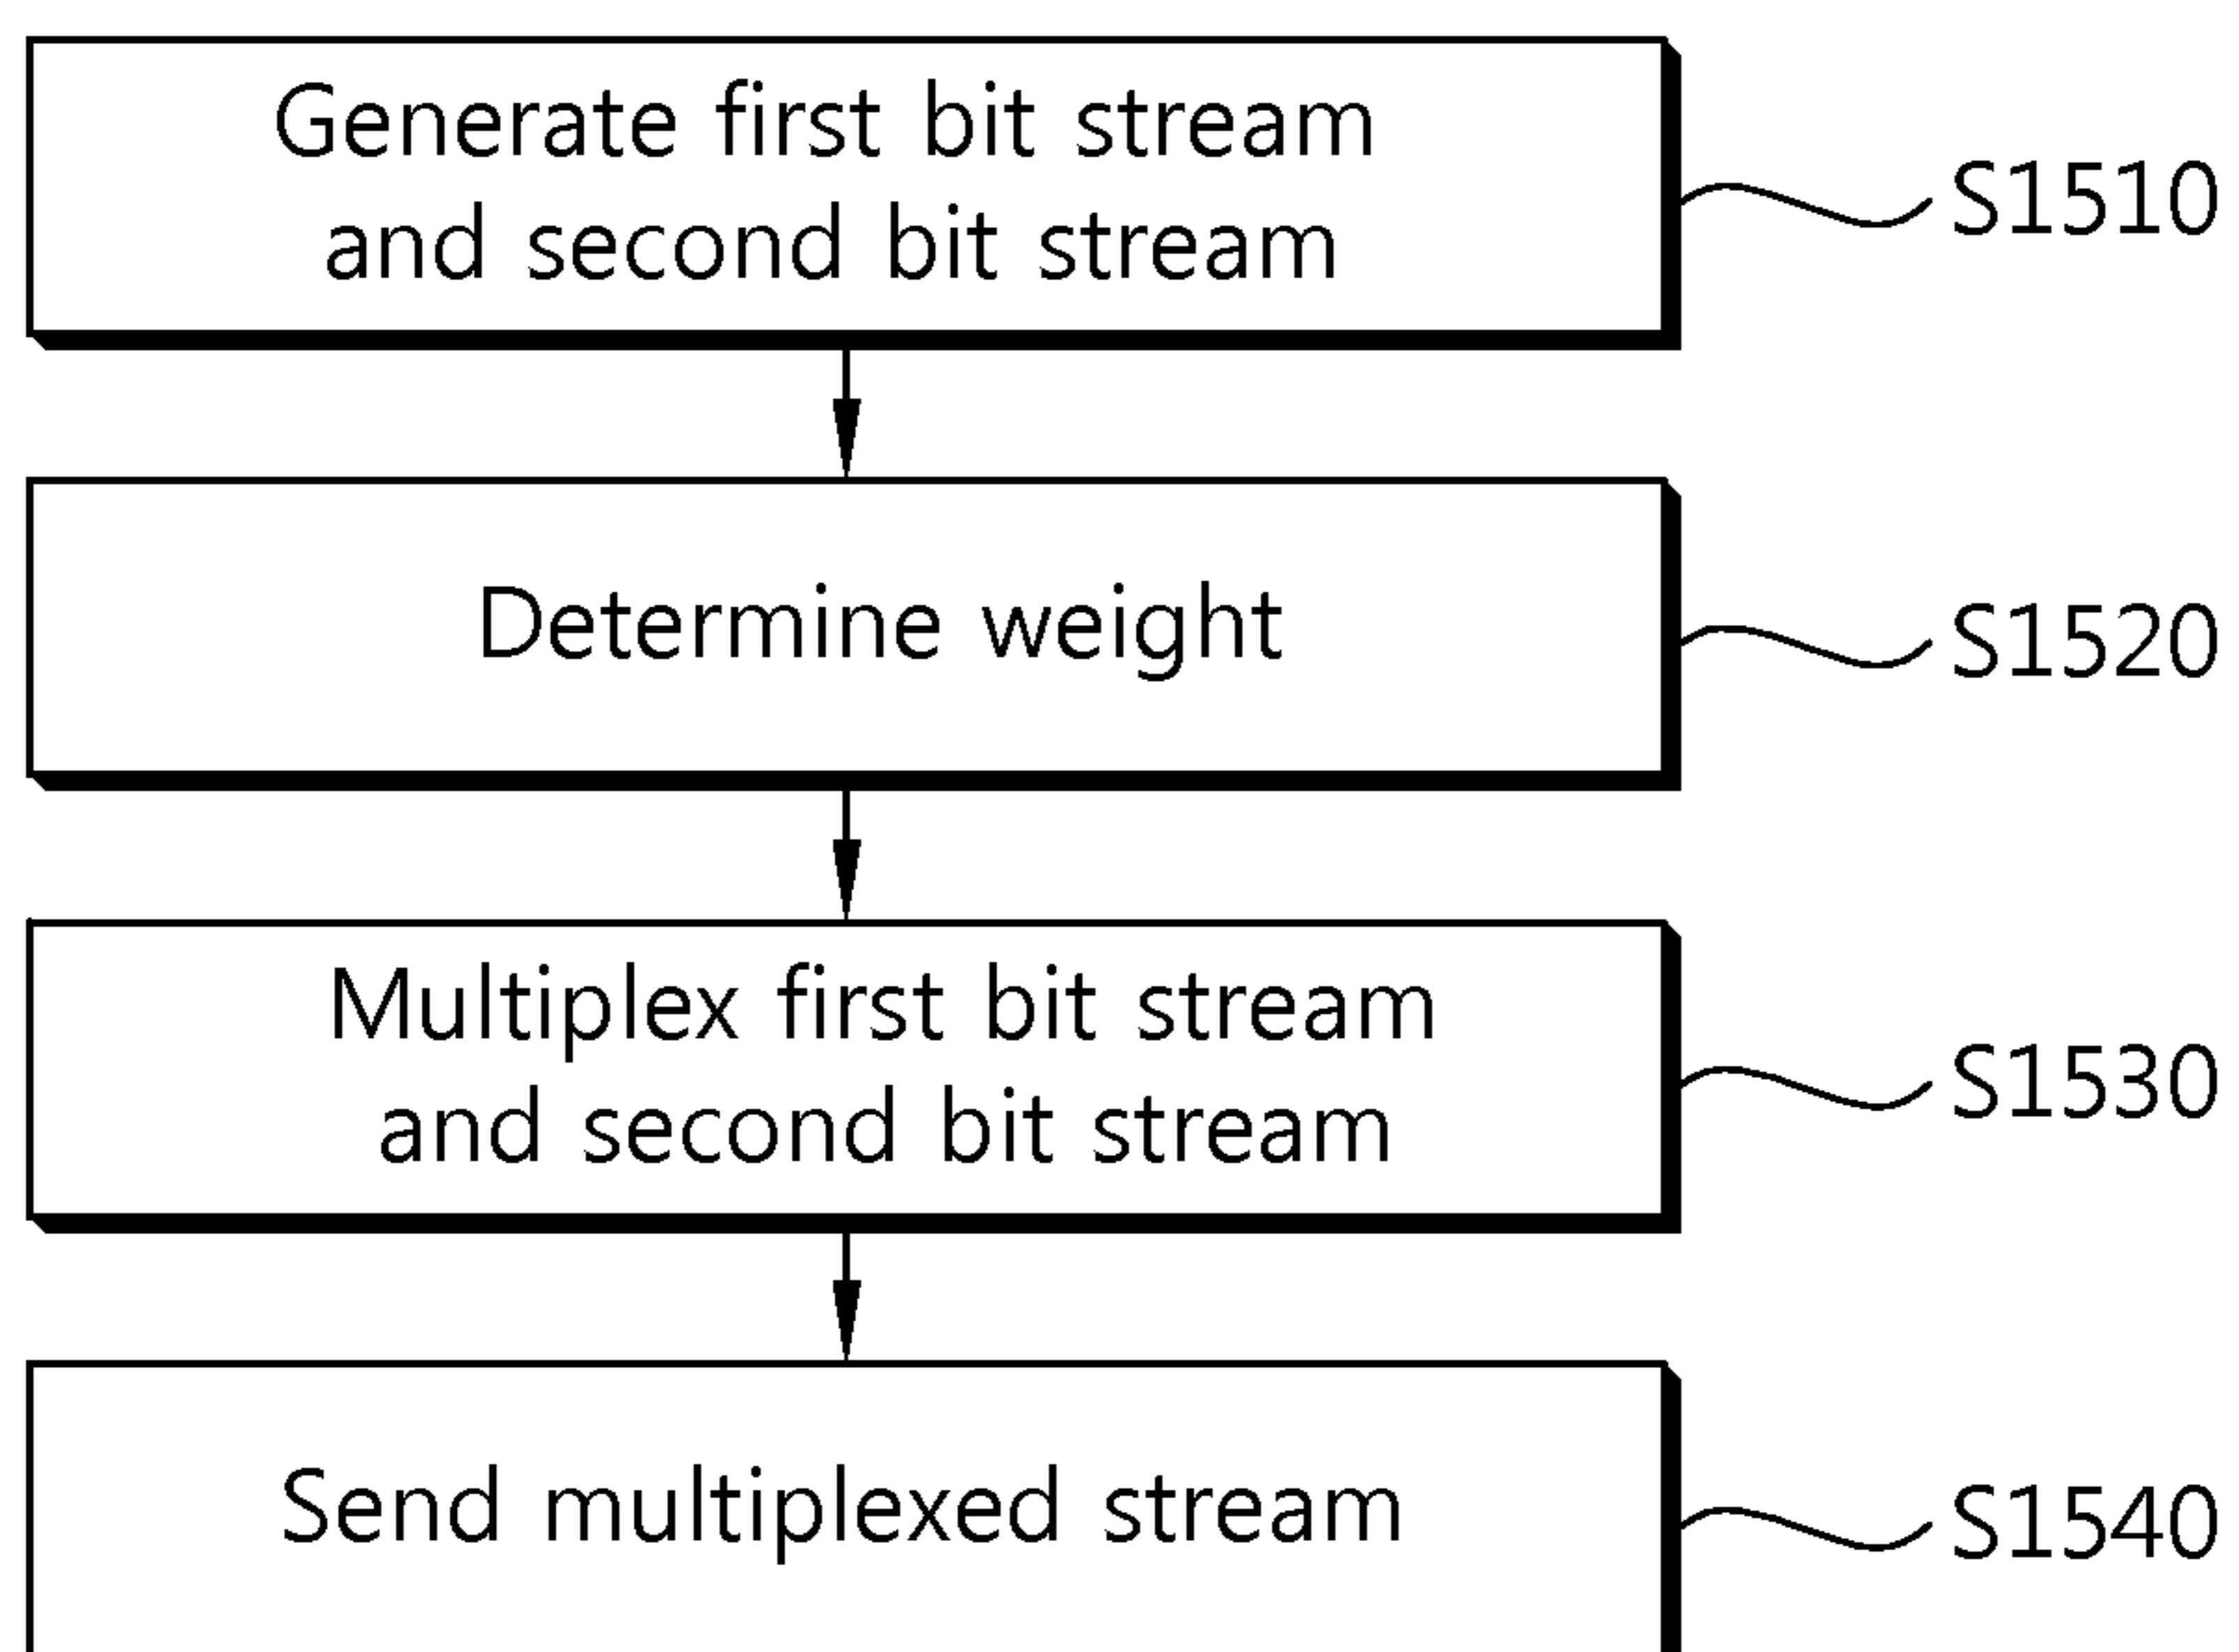 Generate first bit stream
and second bit stream
S1510
Determine weight
S1520
Multiplex first bit stream
and second bit stream
S1530
Send multiplexed stream
S1540